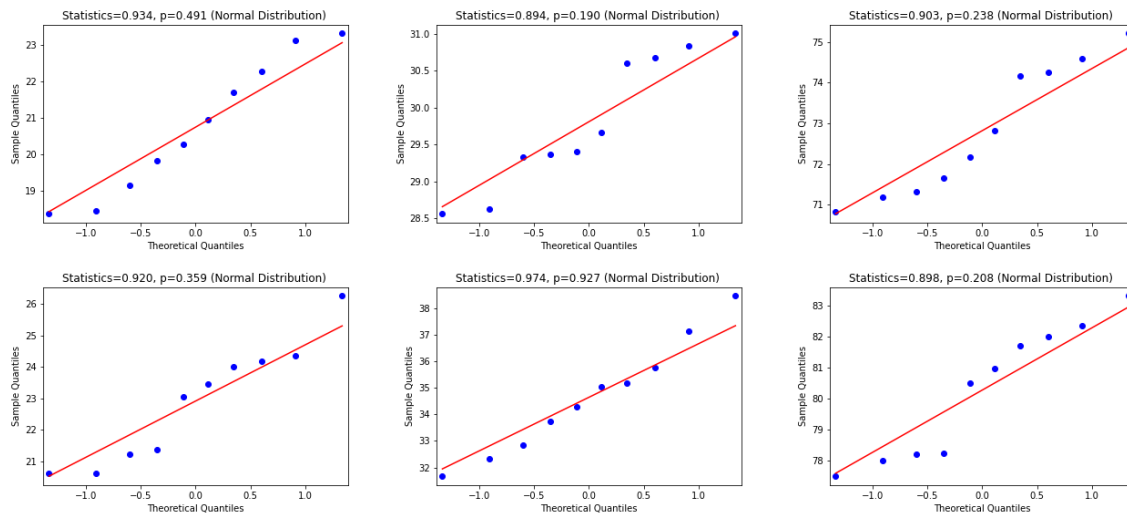 Statistics=0.934, p=0.491 (Normal Distribution)
Sample Quantiles
23
22
21
20
19
−1.0 −0.5 0.0 0.5 1.0
Theoretical Quantiles
Statistics=0.894, p=0.190 (Normal Distribution)
Sample Quantiles
31.0
30.5
30.0
29.5
29.0
28.5
−1.0 −0.5 0.0 0.5 1.0
Theoretical Quantiles
Statistics=0.903, p=0.238 (Normal Distribution)
Sample Quantiles
75
74
73
72
71
−1.0 −0.5 0.0 0.5 1.0
Theoretical Quantiles
Statistics=0.920, p=0.359 (Normal Distribution)
Sample Quantiles
26
25
24
23
22
21
−1.0 −0.5 0.0 0.5 1.0
Theoretical Quantiles
Statistics=0.974, p=0.927 (Normal Distribution)
Sample Quantiles
38
37
36
35
34
33
32
−1.0 −0.5 0.0 0.5 1.0
Theoretical Quantiles
Statistics=0.898, p=0.208 (Normal Distribution)
Sample Quantiles
83
82
81
80
79
78
−1.0 −0.5 0.0 0.5 1.0
Theoretical Quantiles